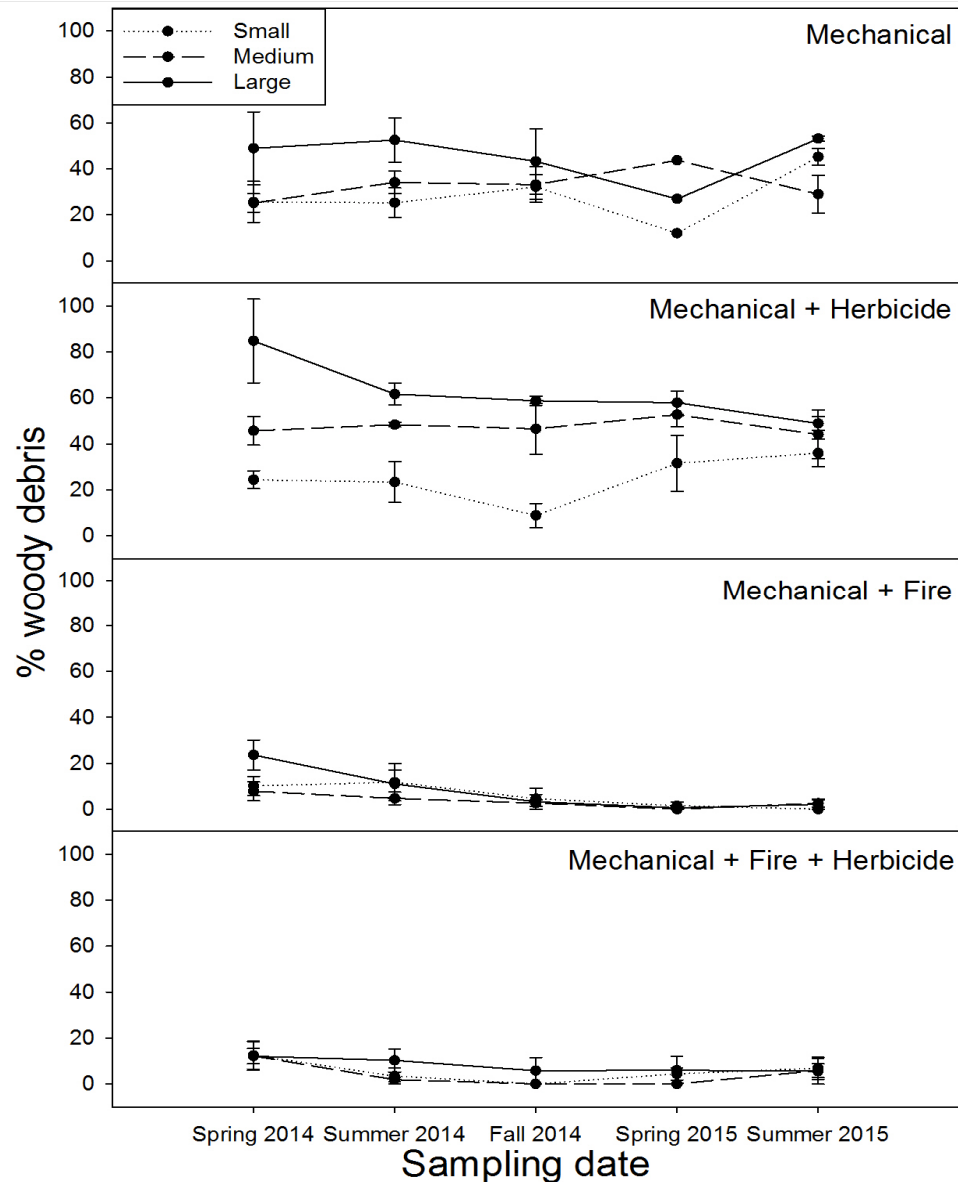 Small
Medium
Large
Mechanical
100
80
60
40
20
0
Mechanical + Herbicide
100
80
60
40
20
0
Mechanical + Fire
100
80
60
40
20
0
Mechanical + Fire + Herbicide
100
80
60
40
20
0
% woody debris
Spring 2014 Summer 2014 Fall 2014 Spring 2015 Summer 2015
Sampling date